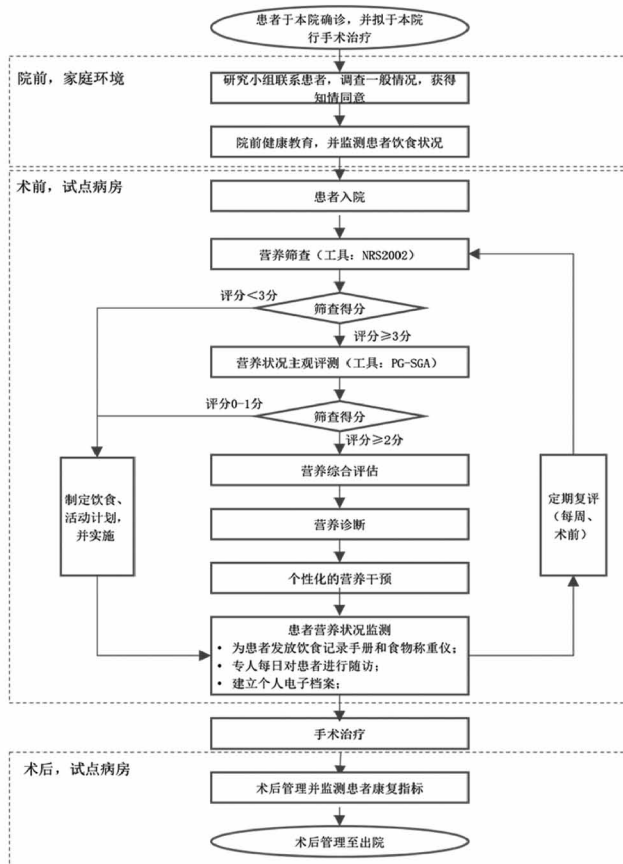 患者于本院确诊，并拟于本院
行手术治疗
院前，家庭环境
研究小组联系患者，调查一般情况，获得
知情同意
院前健康教育，并监测患者饮食状况
术前，试点病房
患者入院
营养筛查（工具：NRS2002）
评分＜3分
筛查得分
评分≥3分
营养状况主观评测（工具：PG-SGA）
评分0-1分
筛查得分
评分≥2分
营养综合评估
制定饮食、
活动计划，
并实施
定期复评
（每周、
术前）
营养诊断
个性化的营养干预
患者营养状况监测
• 为患者发放饮食记录手册和食物称重仪；
• 专人每日对患者进行随访；
• 建立个人电子档案；
手术治疗
术后，试点病房
术后管理并监测患者康复指标
术后管理至出院